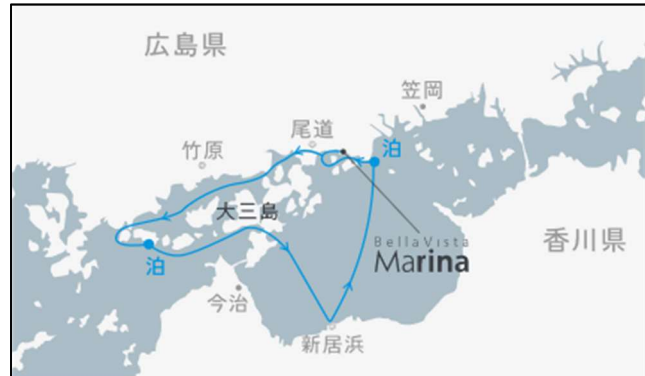 広島県
笠岡
尾道
竹原
泊
大三島
BellaVista
Marina
香川県
泊
今治
新居浜